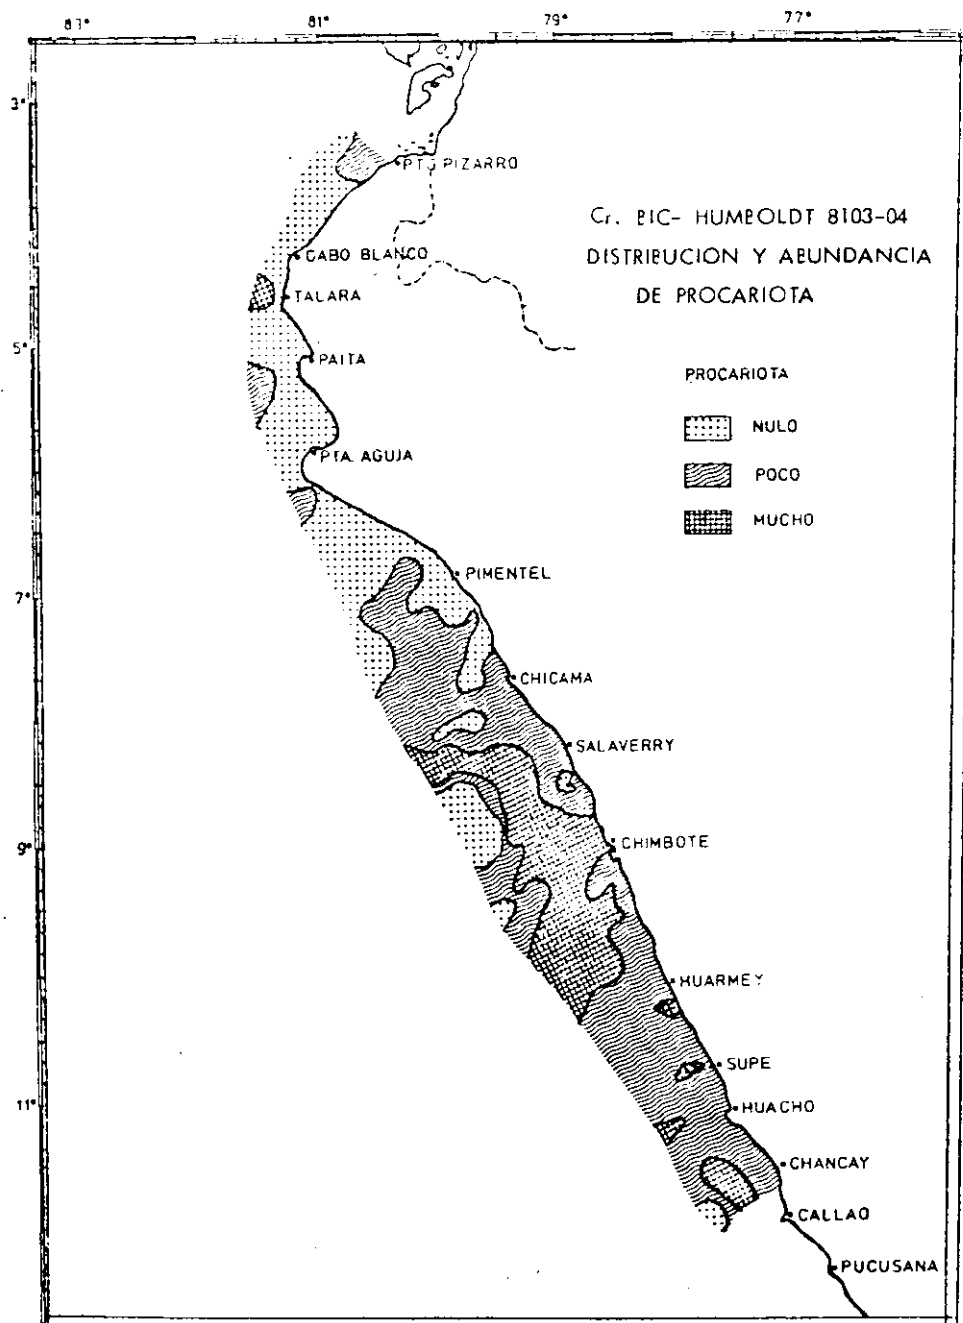 83° 81° 79° 77°
3°
PTO PIZARRO
Cr. BIC- HUMBOLDT 8103-04
DISTRIBUCION Y ABUNDANCIA
DE PROCARIOTA
CABO BLANCO
TALARA
5°
PAITA
PROCARIOTA
NULO
PTA. AGUJA
POCO
MUCHO
PIMENTEL
7°
CHICAMA
SALAVERRY
9°
CHIMBOTE
HUARMEY
SUPE
11°
HUACHO
CHANCAY
CALLAO
PUCUSANA